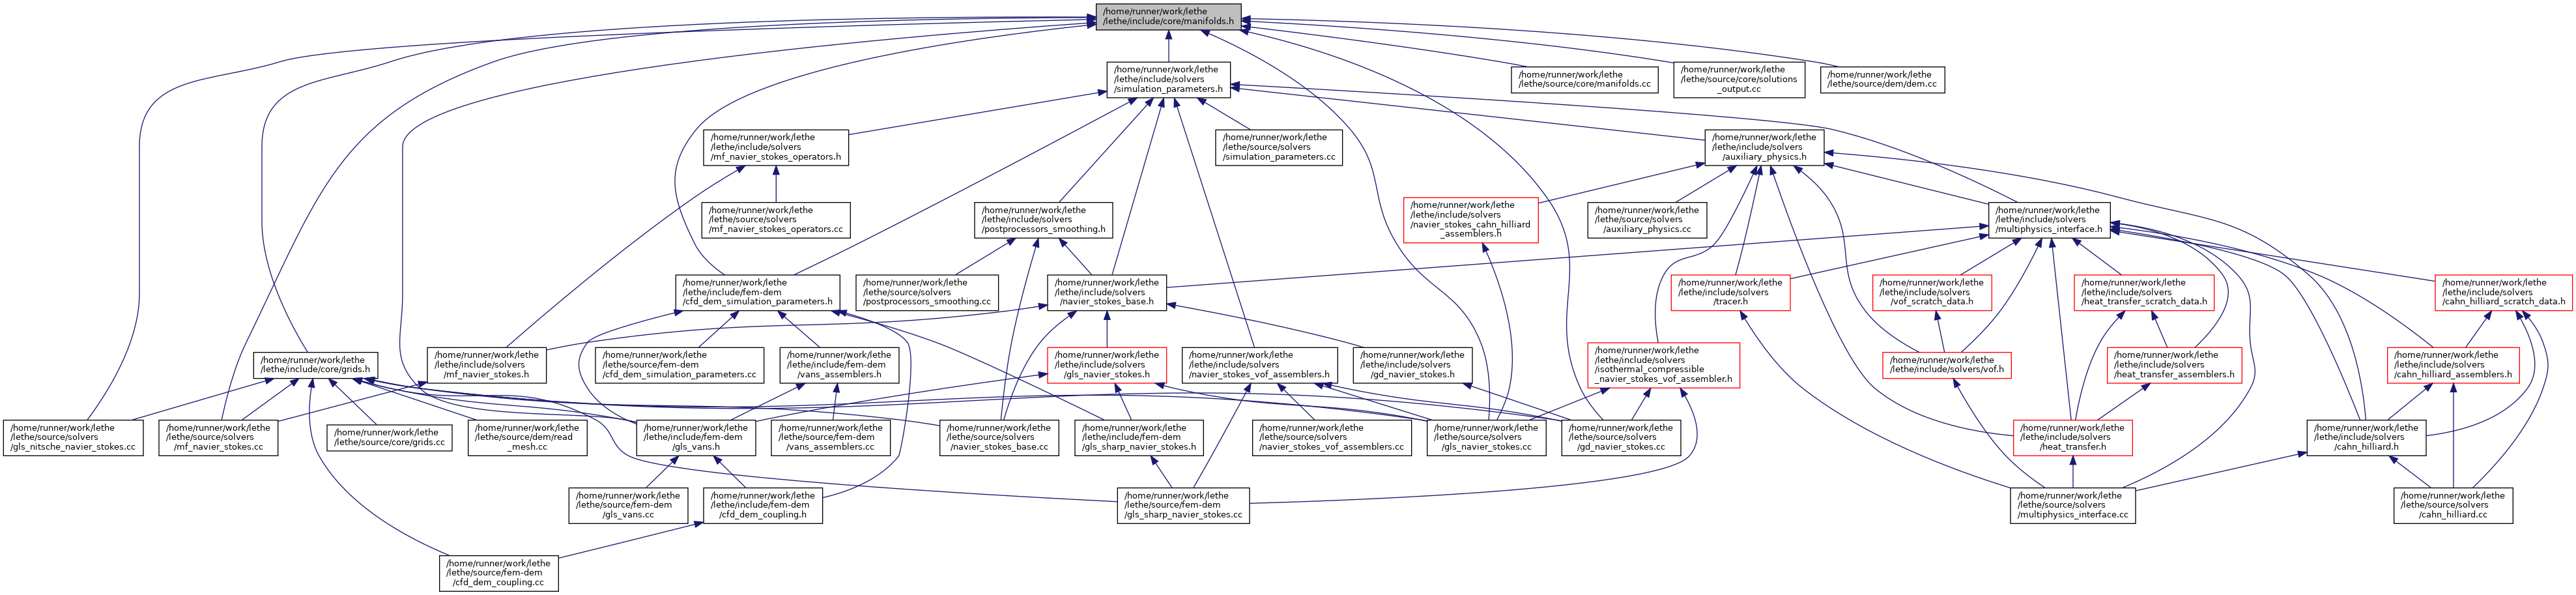 /home/runner/work/lethe
/lethe/include/core/manifolds.h
/home/runner/work/lethe
/lethe/include/solvers
/simulation_parameters.h
/home/runner/work/lethe
/lethe/source/core/manifolds.cc
/home/runner/work/lethe
/lethe/source/core/solutions
_output.cc
/home/runner/work/lethe
/lethe/source/dem/dem.cc
/home/runner/work/lethe
/lethe/include/solvers
/mf_navier_stokes_operators.h
/home/runner/work/lethe
/lethe/source/solvers
/simulation_parameters.cc
/home/runner/work/lethe
/lethe/include/solvers
/auxiliary_physics.h
/home/runner/work/lethe
/lethe/source/solvers
/mf_navier_stokes_operators.cc
/home/runner/work/lethe
/lethe/include/solvers
/postprocessors_smoothing.h
/home/runner/work/lethe
/lethe/include/solvers
/navier_stokes_cahn_hilliard
_assemblers.h
/home/runner/work/lethe
/lethe/source/solvers
/auxiliary_physics.cc
/home/runner/work/lethe
/lethe/include/solvers
/multiphysics_interface.h
/home/runner/work/lethe
/lethe/include/fem-dem
/cfd_dem_simulation_parameters.h
/home/runner/work/lethe
/lethe/source/solvers
/postprocessors_smoothing.cc
/home/runner/work/lethe
/lethe/include/solvers
/navier_stokes_base.h
/home/runner/work/lethe
/lethe/include/solvers
/tracer.h
/home/runner/work/lethe
/lethe/include/solvers
/vof_scratch_data.h
/home/runner/work/lethe
/lethe/include/solvers
/heat_transfer_scratch_data.h
/home/runner/work/lethe
/lethe/include/solvers
/cahn_hilliard_scratch_data.h
/home/runner/work/lethe
/lethe/include/core/grids.h
/home/runner/work/lethe
/lethe/include/solvers
/mf_navier_stokes.h
/home/runner/work/lethe
/lethe/source/fem-dem
/cfd_dem_simulation_parameters.cc
/home/runner/work/lethe
/lethe/include/fem-dem
/vans_assemblers.h
/home/runner/work/lethe
/lethe/include/solvers
/gls_navier_stokes.h
/home/runner/work/lethe
/lethe/include/solvers
/navier_stokes_vof_assemblers.h
/home/runner/work/lethe
/lethe/include/solvers
/gd_navier_stokes.h
/home/runner/work/lethe
/lethe/include/solvers
/isothermal_compressible
_navier_stokes_vof_assembler.h
/home/runner/work/lethe
/lethe/include/solvers/vof.h
/home/runner/work/lethe
/lethe/include/solvers
/heat_transfer_assemblers.h
/home/runner/work/lethe
/lethe/include/solvers
/cahn_hilliard_assemblers.h
/home/runner/work/lethe
/lethe/source/solvers
/gls_nitsche_navier_stokes.cc
/home/runner/work/lethe
/lethe/source/solvers
/mf_navier_stokes.cc
/home/runner/work/lethe
/lethe/source/core/grids.cc
/home/runner/work/lethe
/lethe/source/dem/read
_mesh.cc
/home/runner/work/lethe
/lethe/include/fem-dem
/gls_vans.h
/home/runner/work/lethe
/lethe/source/fem-dem
/vans_assemblers.cc
/home/runner/work/lethe
/lethe/source/solvers
/navier_stokes_base.cc
/home/runner/work/lethe
/lethe/include/fem-dem
/gls_sharp_navier_stokes.h
/home/runner/work/lethe
/lethe/source/solvers
/navier_stokes_vof_assemblers.cc
/home/runner/work/lethe
/lethe/source/solvers
/gls_navier_stokes.cc
/home/runner/work/lethe
/lethe/source/solvers
/gd_navier_stokes.cc
/home/runner/work/lethe
/lethe/include/solvers
/heat_transfer.h
/home/runner/work/lethe
/lethe/include/solvers
/cahn_hilliard.h
/home/runner/work/lethe
/lethe/source/fem-dem
/gls_vans.cc
/home/runner/work/lethe
/lethe/include/fem-dem
/cfd_dem_coupling.h
/home/runner/work/lethe
/lethe/source/fem-dem
/gls_sharp_navier_stokes.cc
/home/runner/work/lethe
/lethe/source/solvers
/multiphysics_interface.cc
/home/runner/work/lethe
/lethe/source/solvers
/cahn_hilliard.cc
/home/runner/work/lethe
/lethe/source/fem-dem
/cfd_dem_coupling.cc